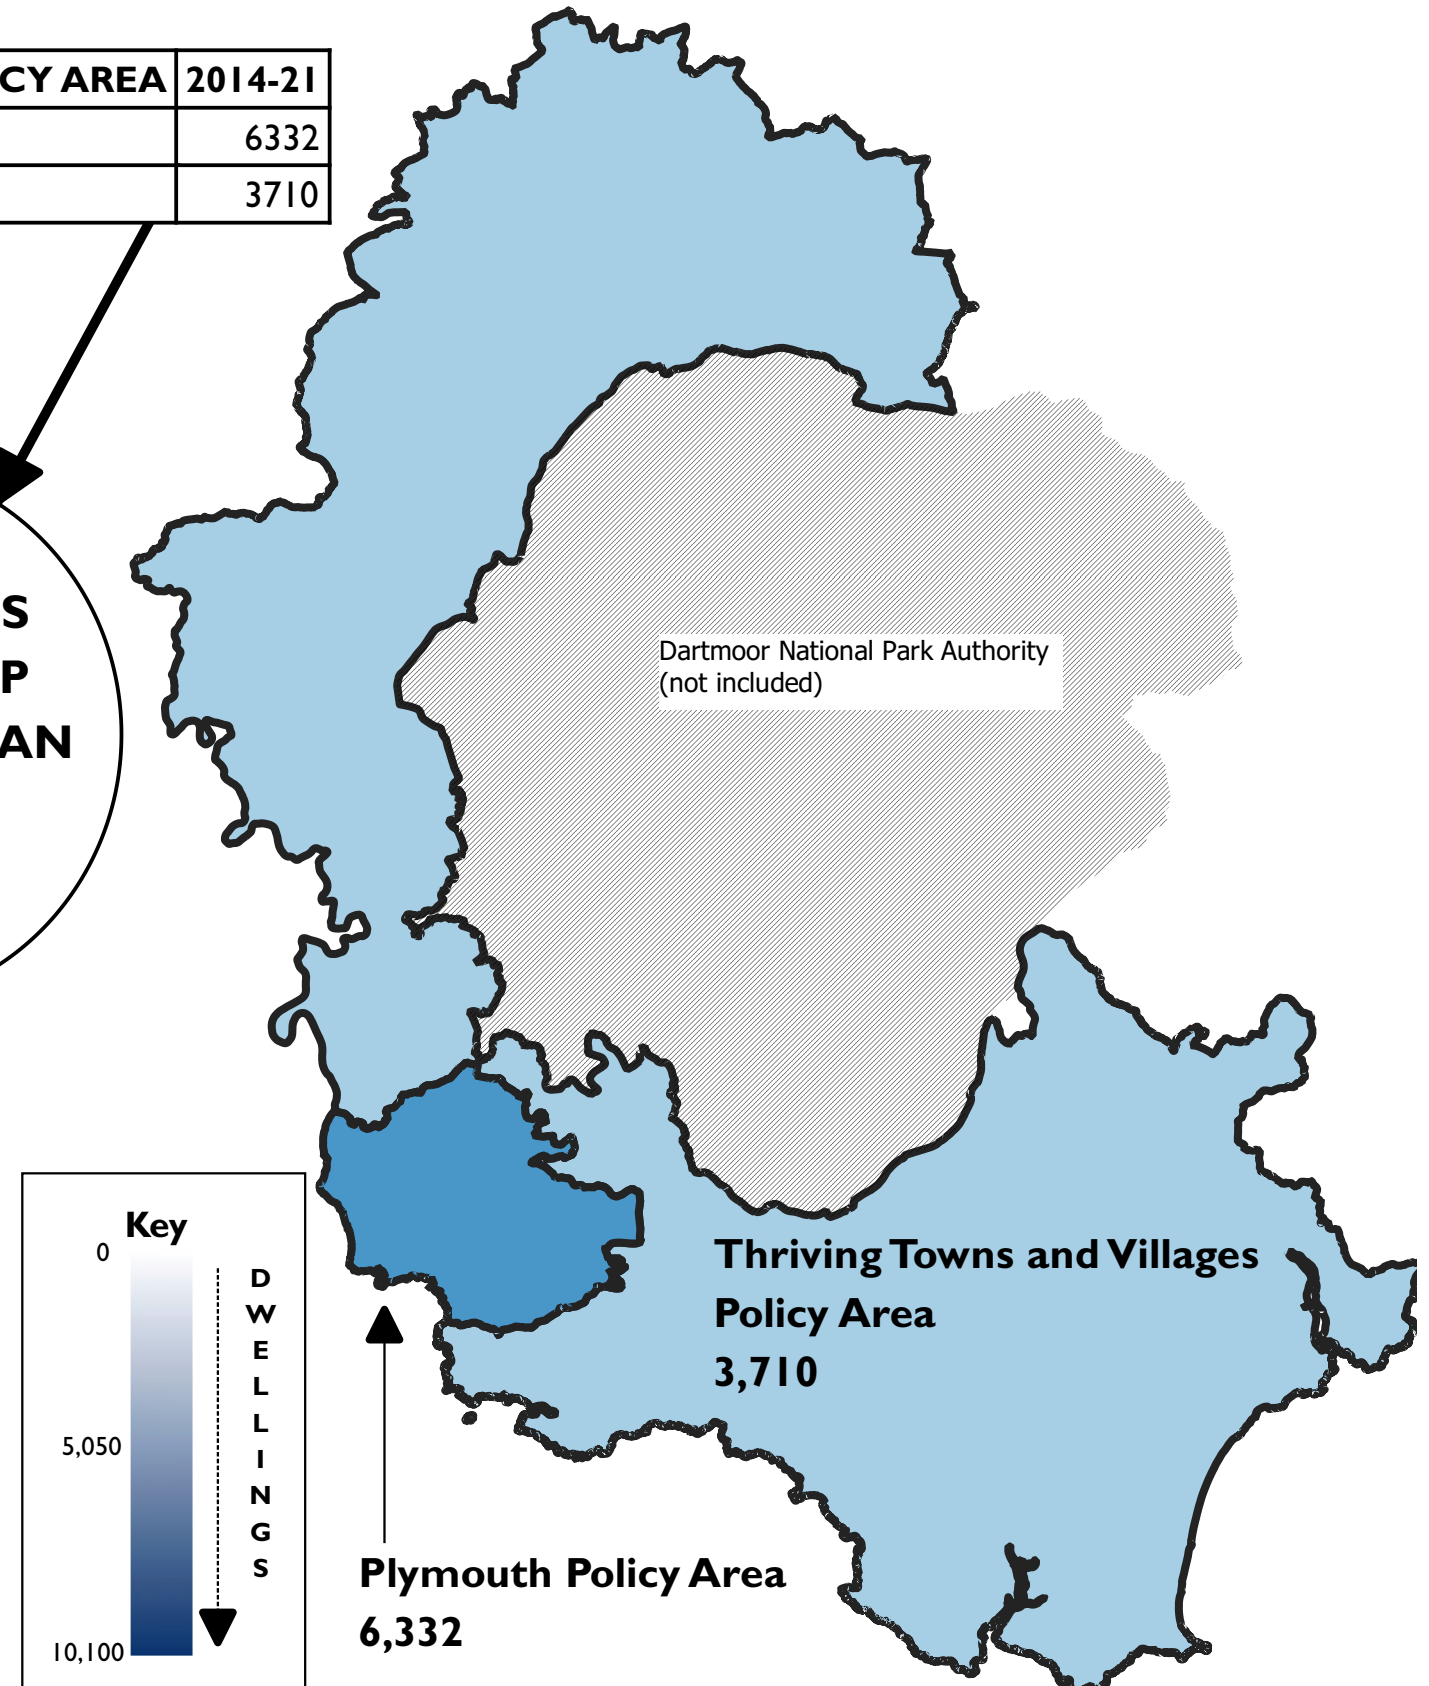 CY AREA 2014-21
6332
3710
S
P
AN
Dartmoor National Park Authority
(not included)
Thriving Towns and Villages
Policy Area
3,710
Key
0
5,050
10,100
D
W
E
L
L
I
N
G
S
Plymouth Policy Area
6,332